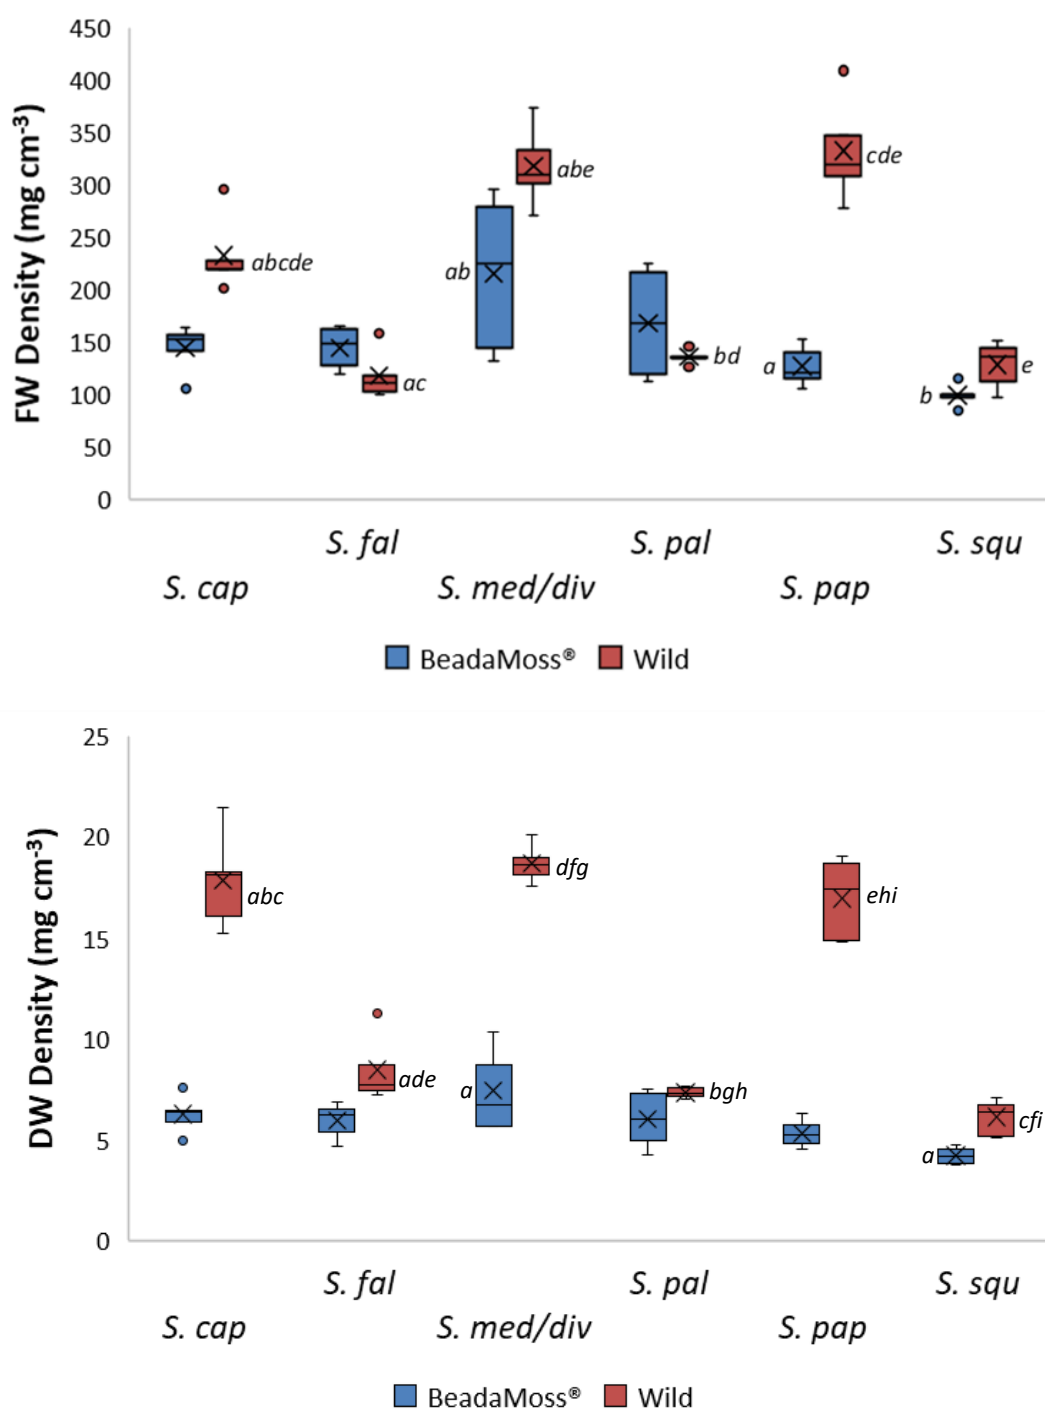 FW Density (mg cm⁻³)
450
400
350
300
250
200
150
100
50
0
abcde
ac
ab
abe
bd
a
cde
b
e
S. fal S. pal S. squ
S. cap S. med/div S. pap
BeadaMoss® Wild
DW Density (mg cm⁻³)
25
20
15
10
5
0
abc
ade
a
dfg
bgh
ehi
a
cfi
S. fal S. pal S. squ
S. cap S. med/div S. pap
BeadaMoss® Wild